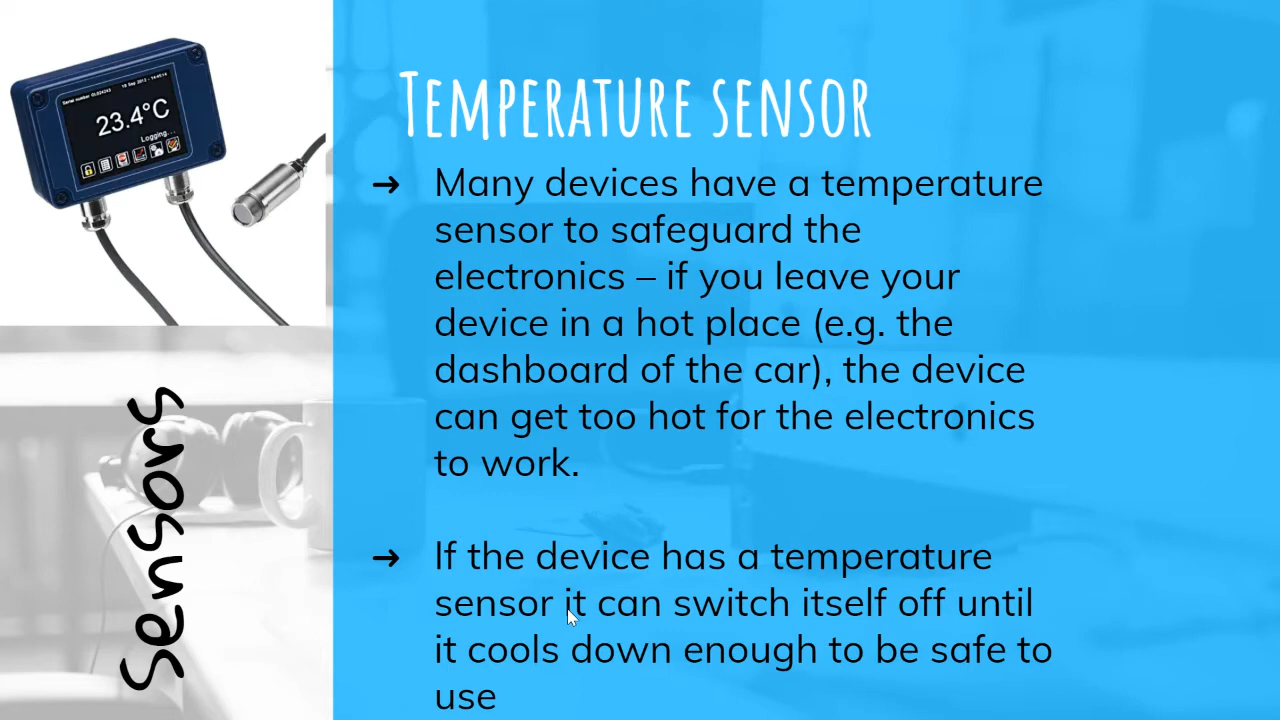 23.4°C
Logging...
Temperature sensor
➔ Many devices have a temperature
sensor to safeguard the
electronics – if you leave your
device in a hot place (e.g. the
dashboard of the car), the device
can get too hot for the electronics
to work.
➔ If the device has a temperature
sensor it can switch itself off until
it cools down enough to be safe to
use
Sensors